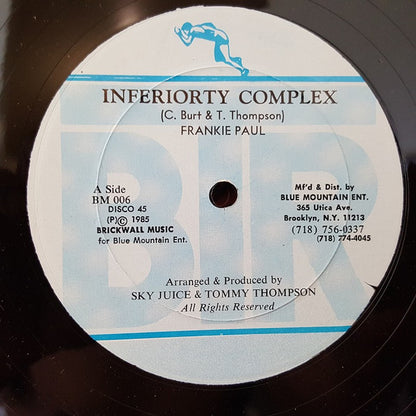 INFERIORTY COMPLEX
(C. Burt & T. Thompson)
FRANKIE PAUL
BIR
A Side
BM 006
DISCO 45
(P)© 1985
BRICKWALL MUSIC
for Blue Mountain Ent.
Mf'd & Dist. by
BLUE MOUNTAIN ENT.
365 Utica Ave.
Brooklyn, N.Y. 11213
(718) 756-0337
(718) 774-4045
Arranged & Produced by
SKY JUICE & TOMMY THOMPSON
All Rights Reserved